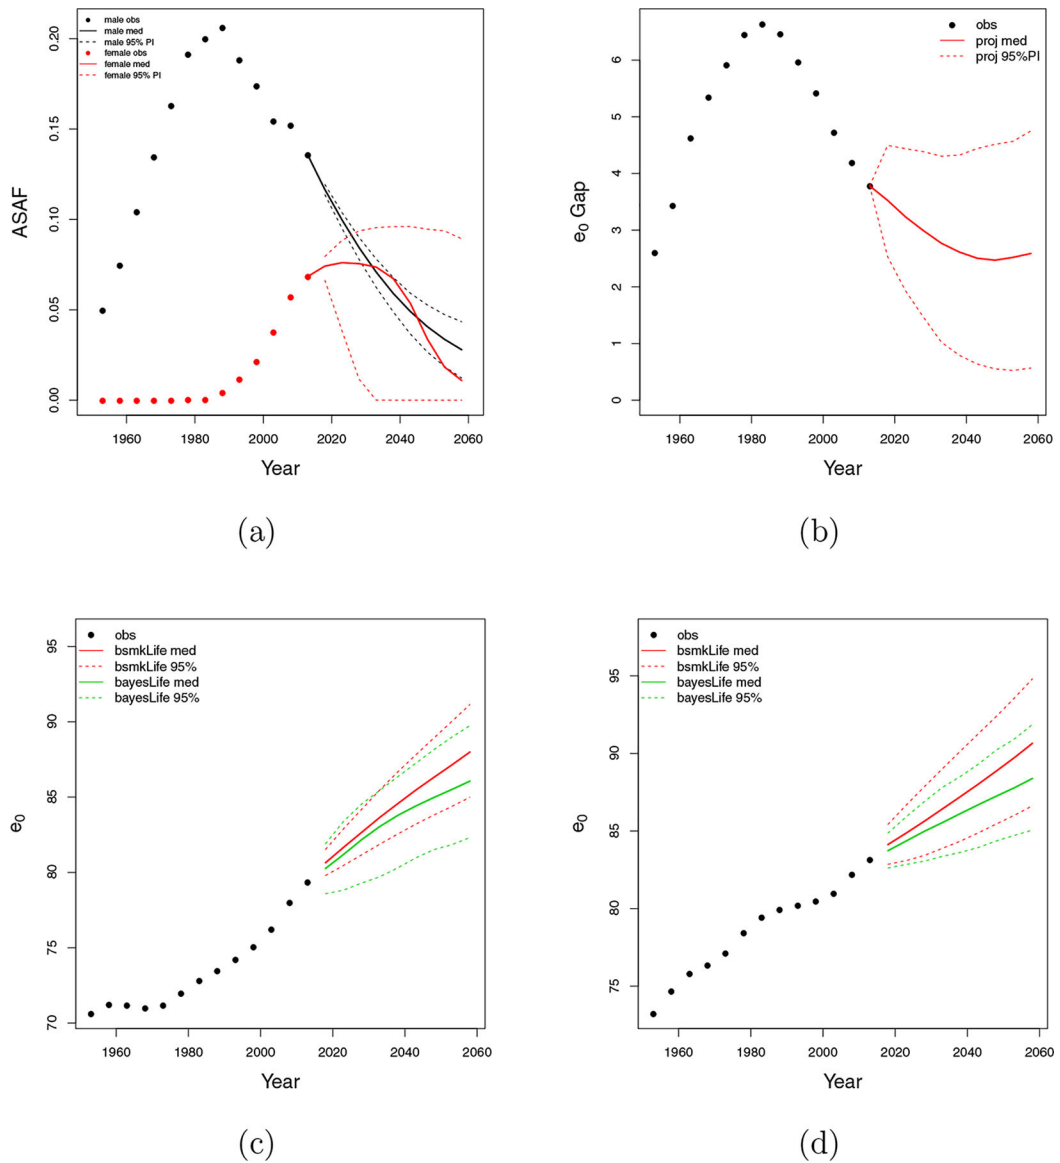 male obs
male med
male 95% PI
female obs
female med
female 95% PI
0.20
0.15
0.10
0.05
0.00
ASAF
1960 1980 2000 2020 2040 2060
Year
(a)
obs
proj med
proj 95%PI
6
5
4
3
2
1
0
e₀ Gap
1960 1980 2000 2020 2040 2060
Year
(b)
obs
bsmkLife med
bsmkLife 95%
bayesLife med
bayesLife 95%
95
90
85
80
75
70
e₀
1960 1980 2000 2020 2040 2060
Year
(c)
obs
bsmkLife med
bsmkLife 95%
bayesLife med
bayesLife 95%
95
90
85
80
75
e₀
1960 1980 2000 2020 2040 2060
Year
(d)